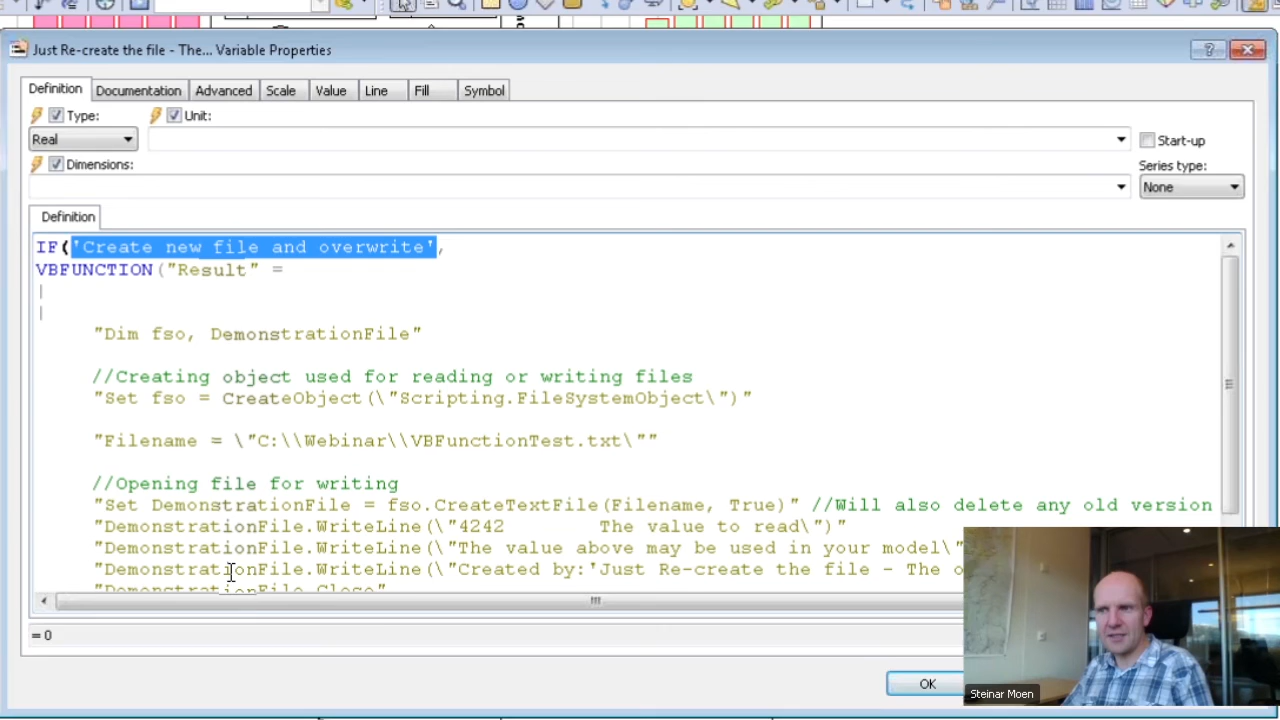 Just Re-create the file - The... Variable Properties
?
Definition Documentation Advanced Scale Value Line Fill Symbol
Type: Unit:
Real Start-up
Dimensions: Series type:
None
Definition
IF('Create new file and overwrite',
VBFUNCTION("Result" =
"Dim fso, DemonstrationFile"
//Creating object used for reading or writing files
"Set fso = CreateObject(\"Scripting.FileSystemObject\")"
"Filename = \"C:\\Webinar\\VBFunctionTest.txt\""
//Opening file for writing
"Set DemonstrationFile = fso.CreateTextFile(Filename, True)" //Will also delete any old version
"DemonstrationFile.WriteLine(\"4242 The value to read\")"
"DemonstrationFile.WriteLine(\"The value above may be used in your model\"
"DemonstrationFile.WriteLine(\"Created by:'Just Re-create the file - The o
"DemonstrationFile.Close"
= 0
OK
Steinar Moen